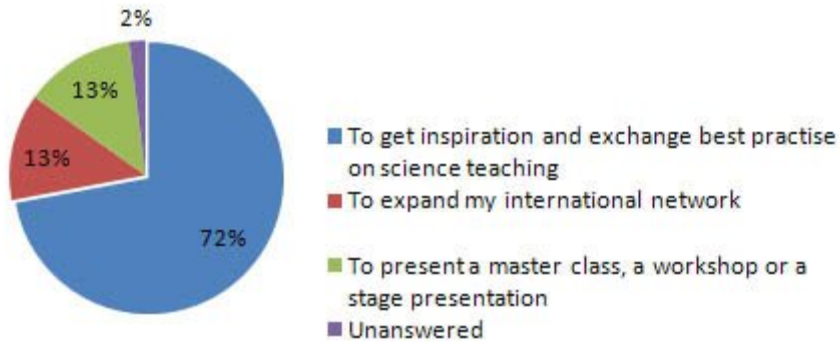 2%
13%
13%
72%
To get inspiration and exchange best practise
on science teaching
To expand my international network
To present a master class, a workshop or a
stage presentation
Unanswered